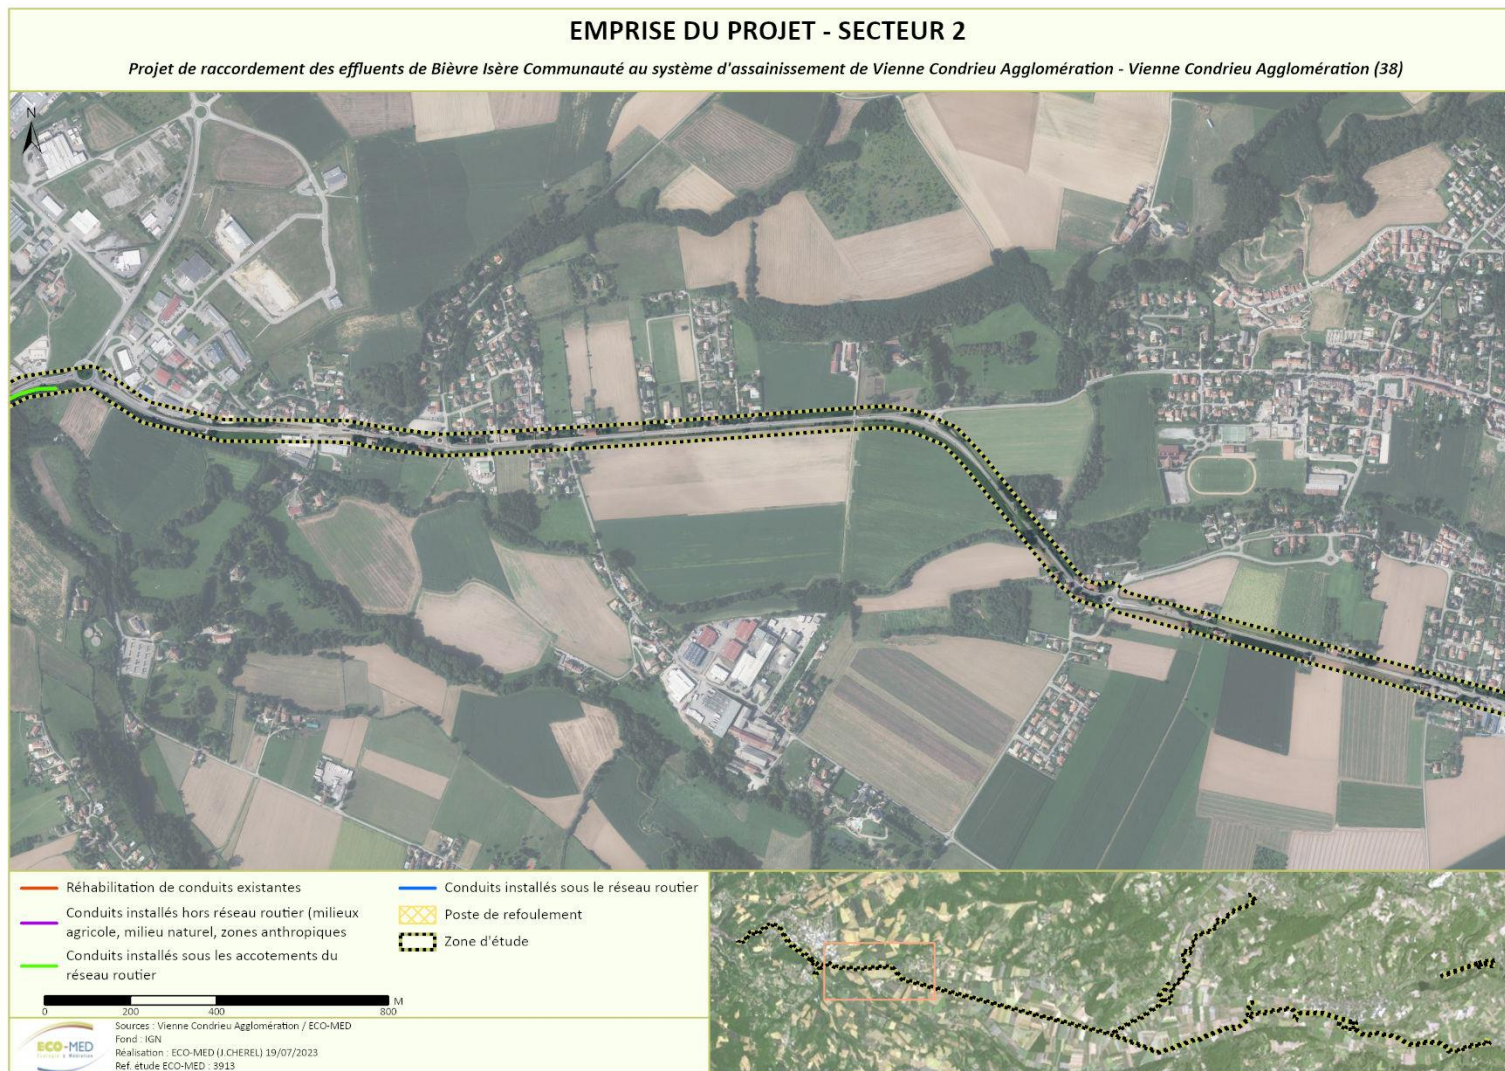 EMPRISE DU PROJET - SECTEUR 2
Projet de raccordement des effluents de Bièvre Isère Communauté au système d'assainissement de Vienne Condrieu Agglomération - Vienne Condrieu Agglomération (38)
N
Réhabilitation de conduits existantes
Conduits installés hors réseau routier (milieux
agricole, milieu naturel, zones anthropiques
Conduits installés sous les accotements du
réseau routier
Conduits installés sous le réseau routier
Poste de refoulement
Zone d'étude
M
0 200 400 800
ECO-MED
Ecologie & Médiation
Sources : Vienne Condrieu Agglomération / ECO-MED
Fond : IGN
Réalisation : ECO-MED (J.CHEREL) 19/07/2023
Ref. étude ECO-MED : 3913